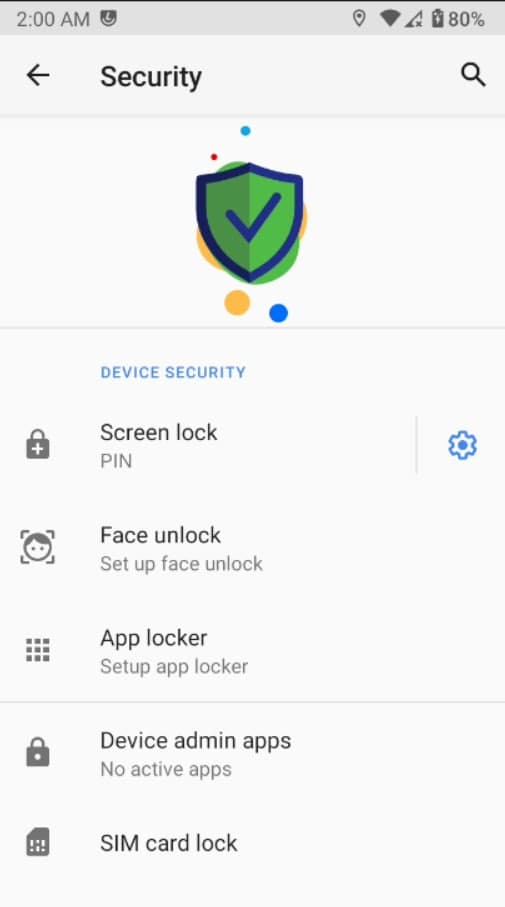 2:00 AM 80%
Security
DEVICE SECURITY
Screen lock
PIN
Face unlock
Set up face unlock
App locker
Setup app locker
Device admin apps
No active apps
SIM card lock